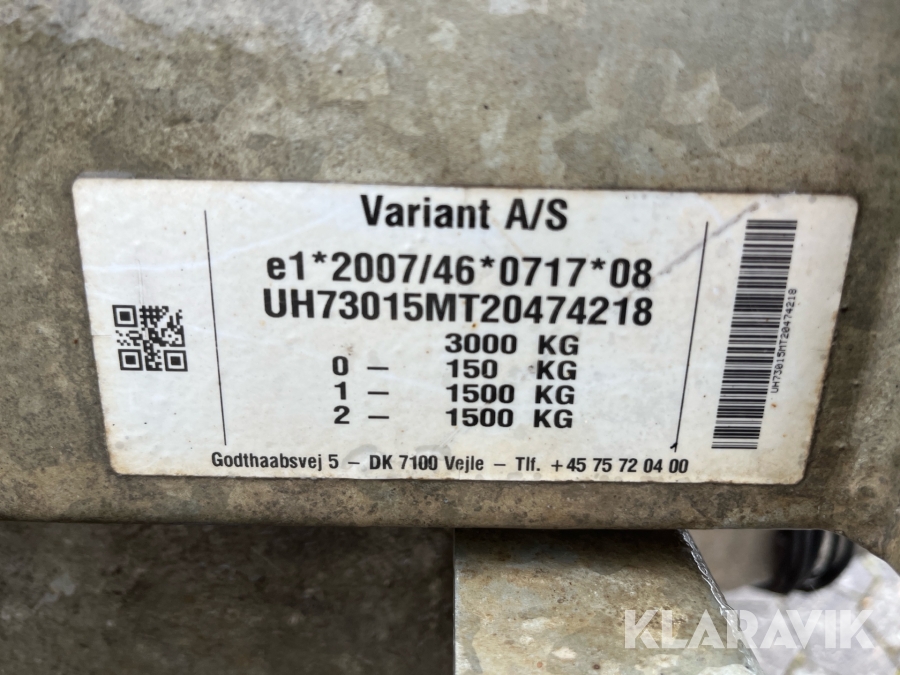 Variant A/S
e1*2007/46*0717*08
UH73015MT20474218
3000 KG
0 – 150 KG
1 – 1500 KG
2 – 1500 KG
Godthaabsvej 5 – DK 7100 Vejle – Tlf. +45 75 72 04 00
UH73015MT20474218
KLARAVIK